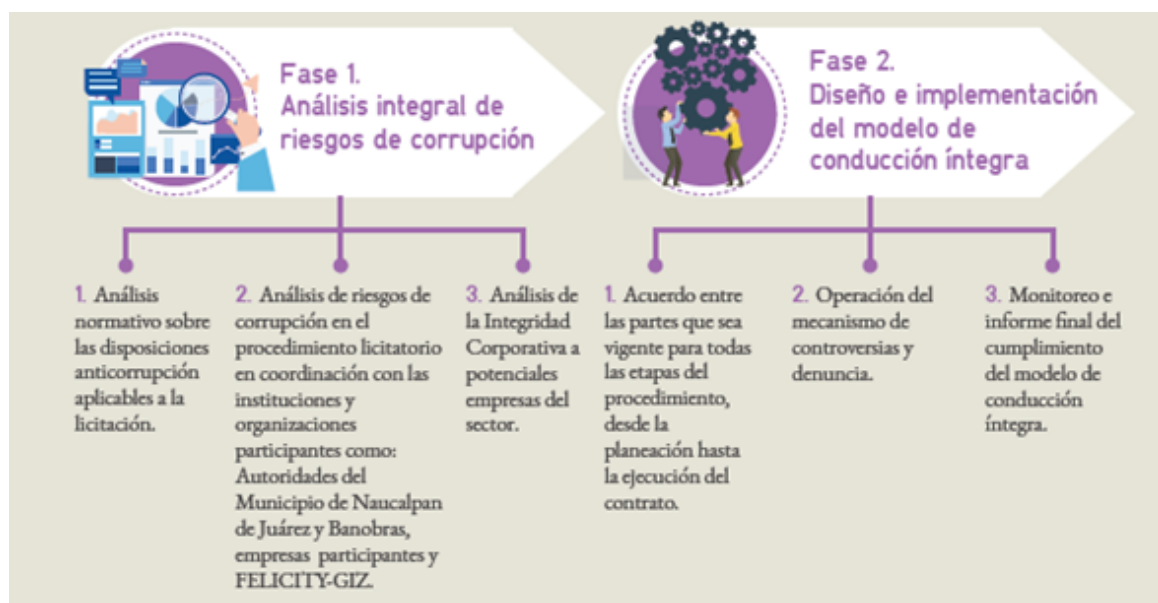 Fase 1.
Análisis integral de
riesgos de corrupción
Fase 2.
Diseño e implementación
del modelo de
conducción íntegra
1. Análisis
normativo sobre
las disposiciones
anticorrupción
aplicables a la
licitación.
2. Análisis de riesgos de
corrupción en el
procedimiento licitatorio
en coordinación con las
instituciones y
organizaciones
participantes como:
Autoridades del
Municipio de Naucalpan
de Juárez y Banobras,
empresas participantes y
FELICITY-GIZ.
3. Análisis de
la Integridad
Corporativa a
potenciales
empresas del
sector.
1. Acuerdo entre
las partes que sea
vigente para todas
las etapas del
procedimiento,
desde la
planeación hasta
la ejecución del
contrato.
2. Operación del
mecanismo de
controversias y
denuncia.
3. Monitoreo e
informe final del
cumplimiento
del modelo de
conducción
íntegra.